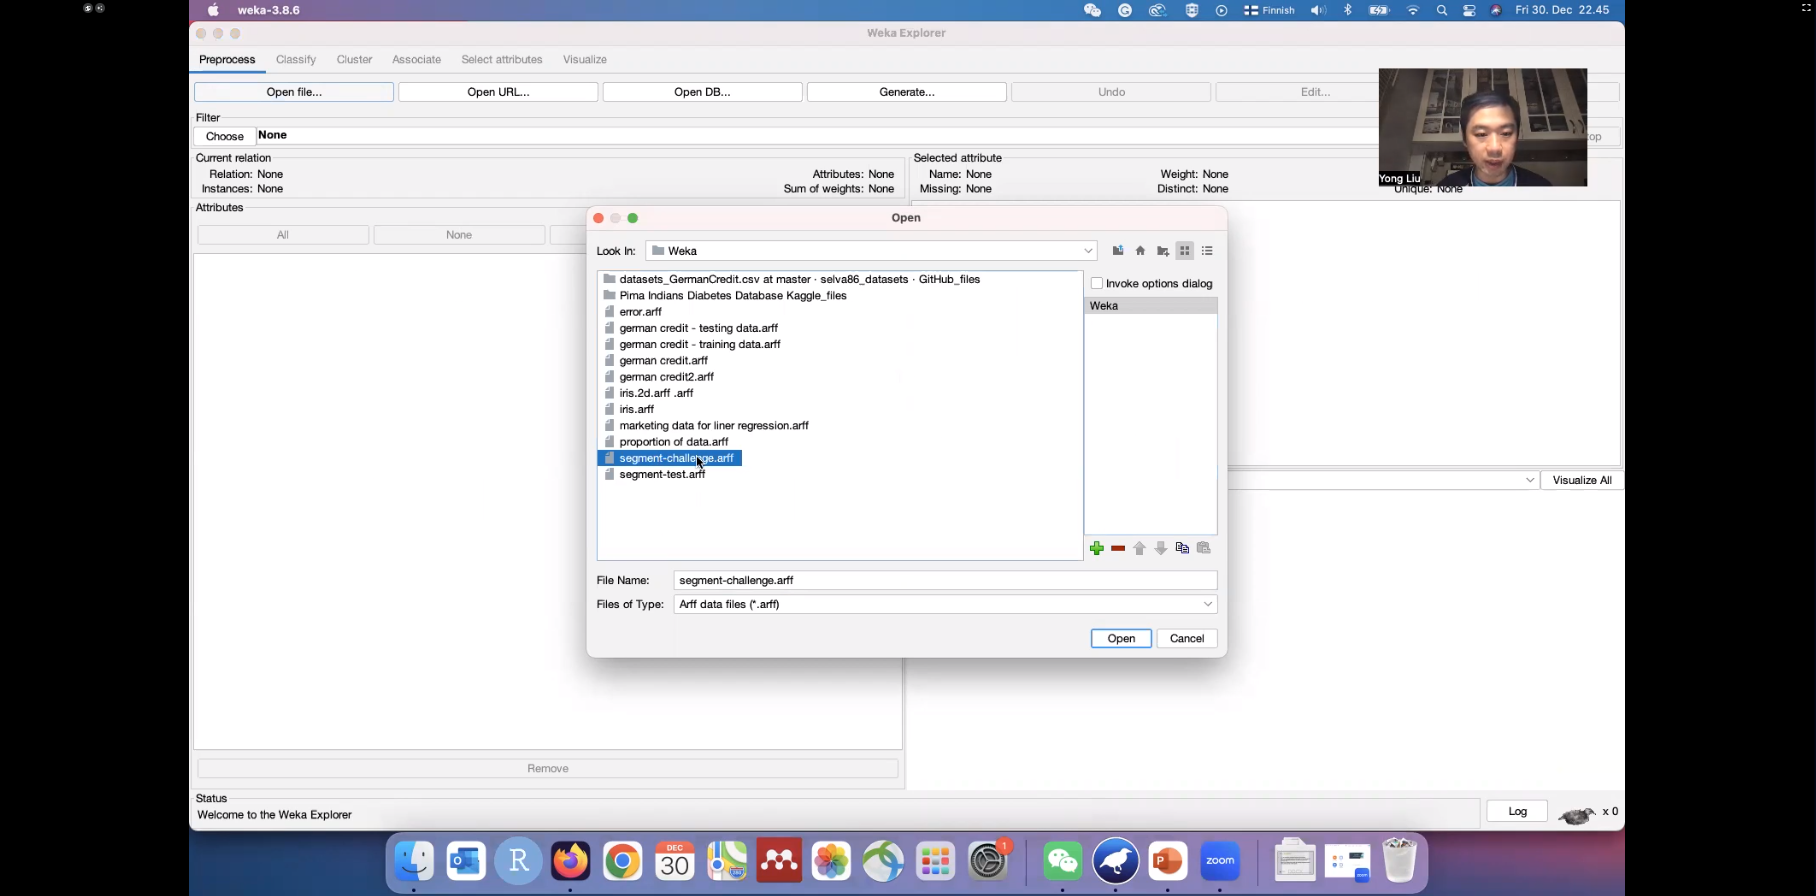 weka-3.8.6
Finnish
Fri 30. Dec 22.45
Weka Explorer
Preprocess
Classify
Cluster
Associate
Select attributes
Visualize
Open file...
Open URL...
Open DB...
Generate...
Undo
Edit...
Filter
Choose
None
Current relation
Relation: None
Attributes: None
Instances: None
Sum of weights: None
Selected attribute
Name: None
Weight: None
Missing: None
Distinct: None
Unique: None
Yong Liu
Attributes
All
None
Open
Look In:
Weka
datasets_GermanCredit.csv at master · selva86_datasets · GitHub_files
Pima Indians Diabetes Database Kaggle_files
error.arff
german credit - testing data.arff
german credit - training data.arff
german credit.arff
german credit2.arff
iris.2d.arff .arff
iris.arff
marketing data for liner regression.arff
proportion of data.arff
segment-challenge.arff
segment-test.arff
Invoke options dialog
Weka
File Name:
segment-challenge.arff
Files of Type:
Arff data files (*.arff)
Open
Cancel
Visualize All
Remove
Status
Welcome to the Weka Explorer
Log
x 0
DEC
30
1
R
zoom